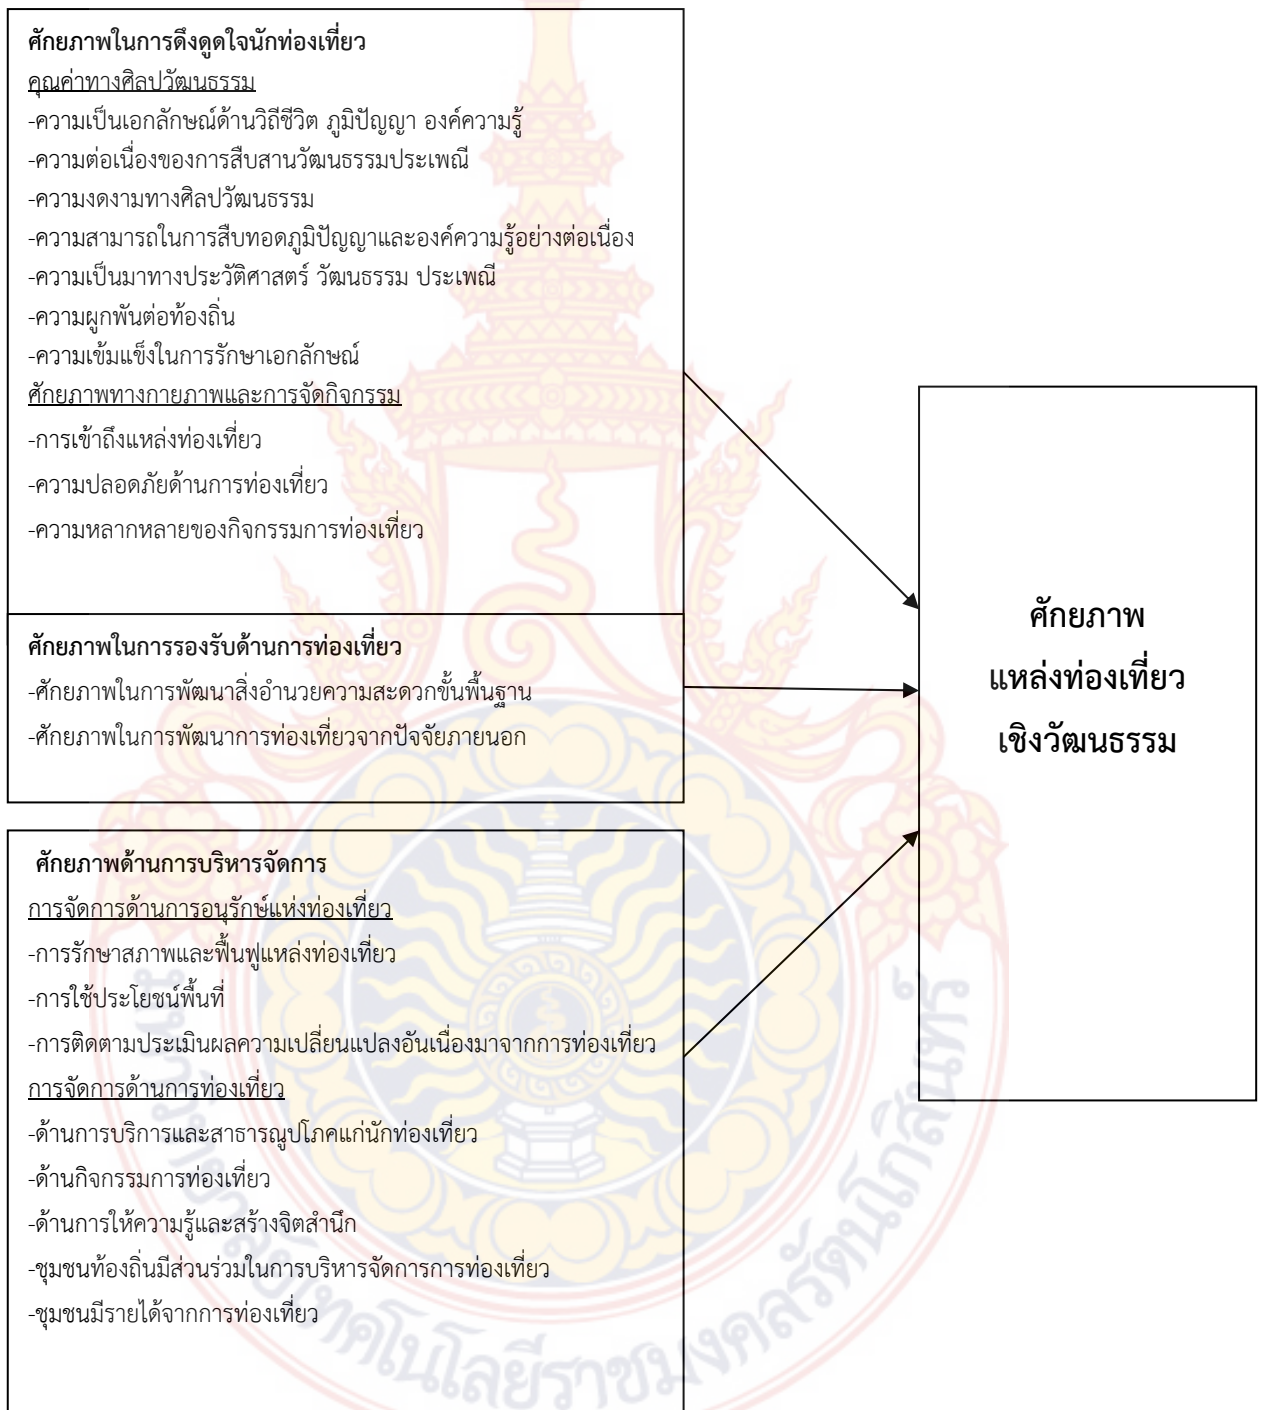 ศักยภาพในการดึงดูดใจนักท่องเที่ยว
คุณค่าทางศิลปวัฒนธรรม
-ความเป็นเอกลักษณ์ด้านวิถีชีวิต ภูมิปัญญา องค์ความรู้
-ความต่อเนื่องของการสืบสานวัฒนธรรมประเพณี
-ความงดงามทางศิลปวัฒนธรรม
-ความสามารถในการสืบทอดภูมิปัญญาและองค์ความรู้อย่างต่อเนื่อง
-ความเป็นมาทางประวัติศาสตร์ วัฒนธรรม ประเพณี
-ความผูกพันต่อท้องถิ่น
-ความเข้มแข็งในการรักษาเอกลักษณ์
ศักยภาพทางกายภาพและการจัดกิจกรรม
-การเข้าถึงแหล่งท่องเที่ยว
-ความปลอดภัยด้านการท่องเที่ยว
-ความหลากหลายของกิจกรรมการท่องเที่ยว
ศักยภาพในการรองรับด้านการท่องเที่ยว
-ศักยภาพในการพัฒนาสิ่งอำนวยความสะดวกขั้นพื้นฐาน
-ศักยภาพในการพัฒนาการท่องเที่ยวจากปัจจัยภายนอก
ศักยภาพด้านการบริหารจัดการ
การจัดการด้านการอนุรักษ์แห่งท่องเที่ยว
-การรักษาสภาพและฟื้นฟูแหล่งท่องเที่ยว
-การใช้ประโยชน์พื้นที่
-การติดตามประเมินผลความเปลี่ยนแปลงอันเนื่องมาจากการท่องเที่ยว
การจัดการด้านการท่องเที่ยว
-ด้านการบริการและสาธารณูปโภคแก่นักท่องเที่ยว
-ด้านกิจกรรมการท่องเที่ยว
-ด้านการให้ความรู้และสร้างจิตสำนึก
-ชุมชนท้องถิ่นมีส่วนร่วมในการบริหารจัดการการท่องเที่ยว
-ชุมชนมีรายได้จากการท่องเที่ยว
ศักยภาพ
แหล่งท่องเที่ยว
เชิงวัฒนธรรม
มหาวิทยาลัยเทคโนโลยีราชมงคลรัตนโกสินทร์